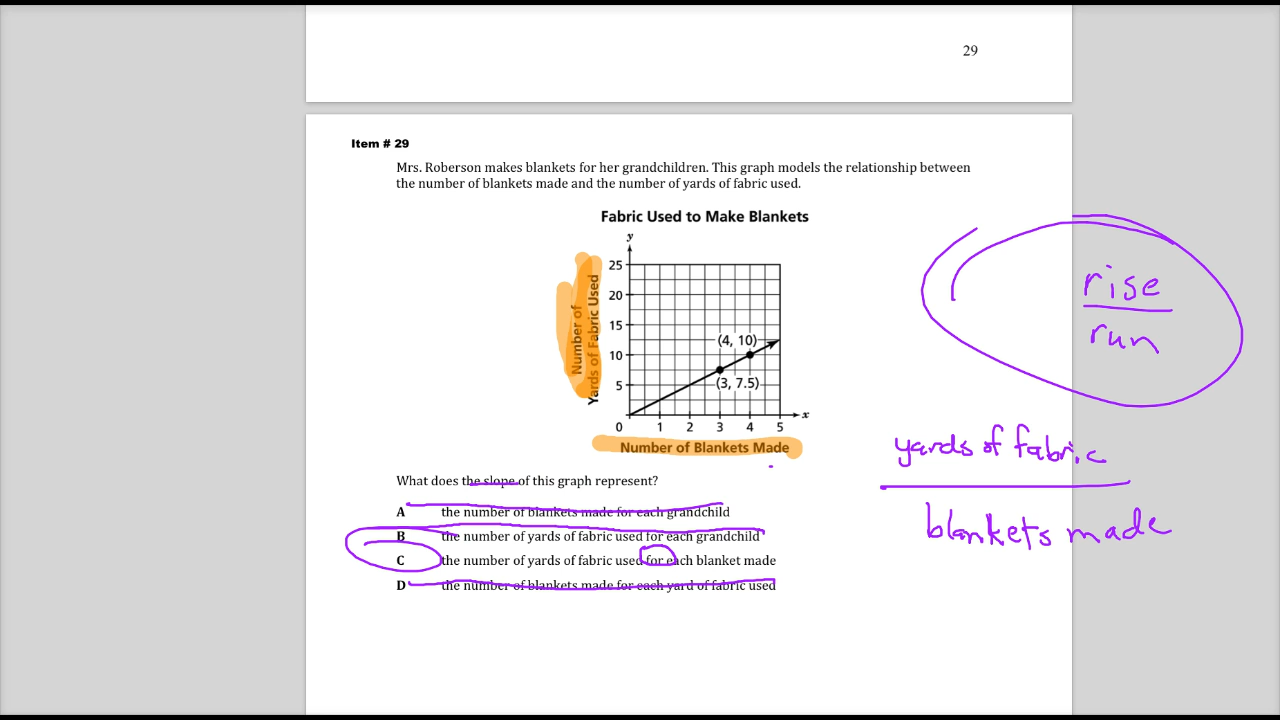 29
Item # 29
Mrs. Roberson makes blankets for her grandchildren. This graph models the relationship between
the number of blankets made and the number of yards of fabric used.
Fabric Used to Make Blankets
y
25
20
15
10
5
Number of
Yards of Fabric Used
(4, 10)
(3, 7.5)
x
0 1 2 3 4 5
Number of Blankets Made
rise
run
yards of fabric
blankets made
What does the slope of this graph represent?
A the number of blankets made for each grandchild
B the number of yards of fabric used for each grandchild
C the number of yards of fabric used for each blanket made
D the number of blankets made for each yard of fabric used